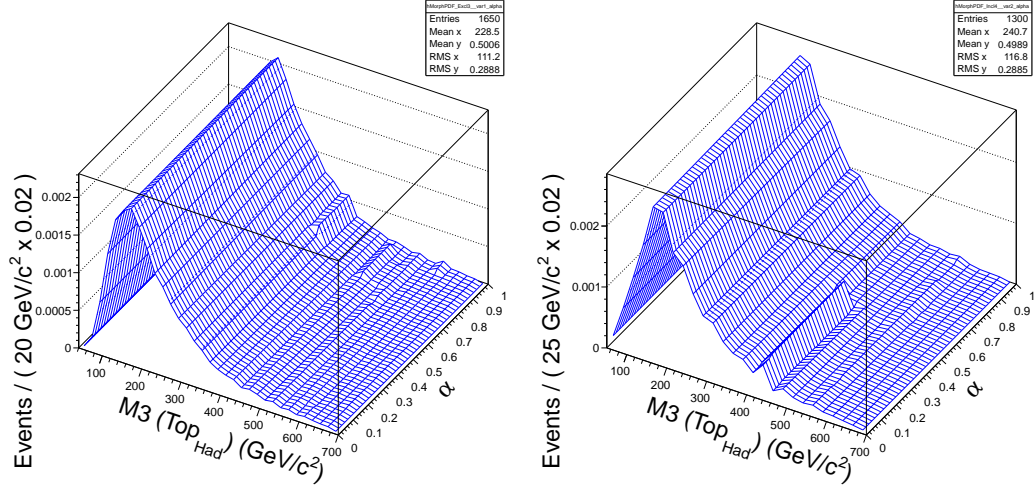 hMorphPDF_Excl3__var1_alpha
Entries 1650
Mean x 228.5
Mean y 0.5006
RMS x 111.2
RMS y 0.2888
Events / ( 20 GeV/c² x 0.02 )
0.002
0.0015
0.001
0.0005
0
100
200
300
400
500
600
700
M3 (Top_Had) (GeV/c²)
0
0.1
0.2
0.3
0.4
0.5
0.6
0.7
0.8
0.9
1
α
hMorphPDF_Incl4__var2_alpha
Entries 1300
Mean x 240.7
Mean y 0.4989
RMS x 116.8
RMS y 0.2885
Events / ( 25 GeV/c² x 0.02 )
0.002
0.001
0
100
200
300
400
500
600
700
M3 (Top_Had) (GeV/c²)
0
0.1
0.2
0.3
0.4
0.5
0.6
0.7
0.8
0.9
1
α